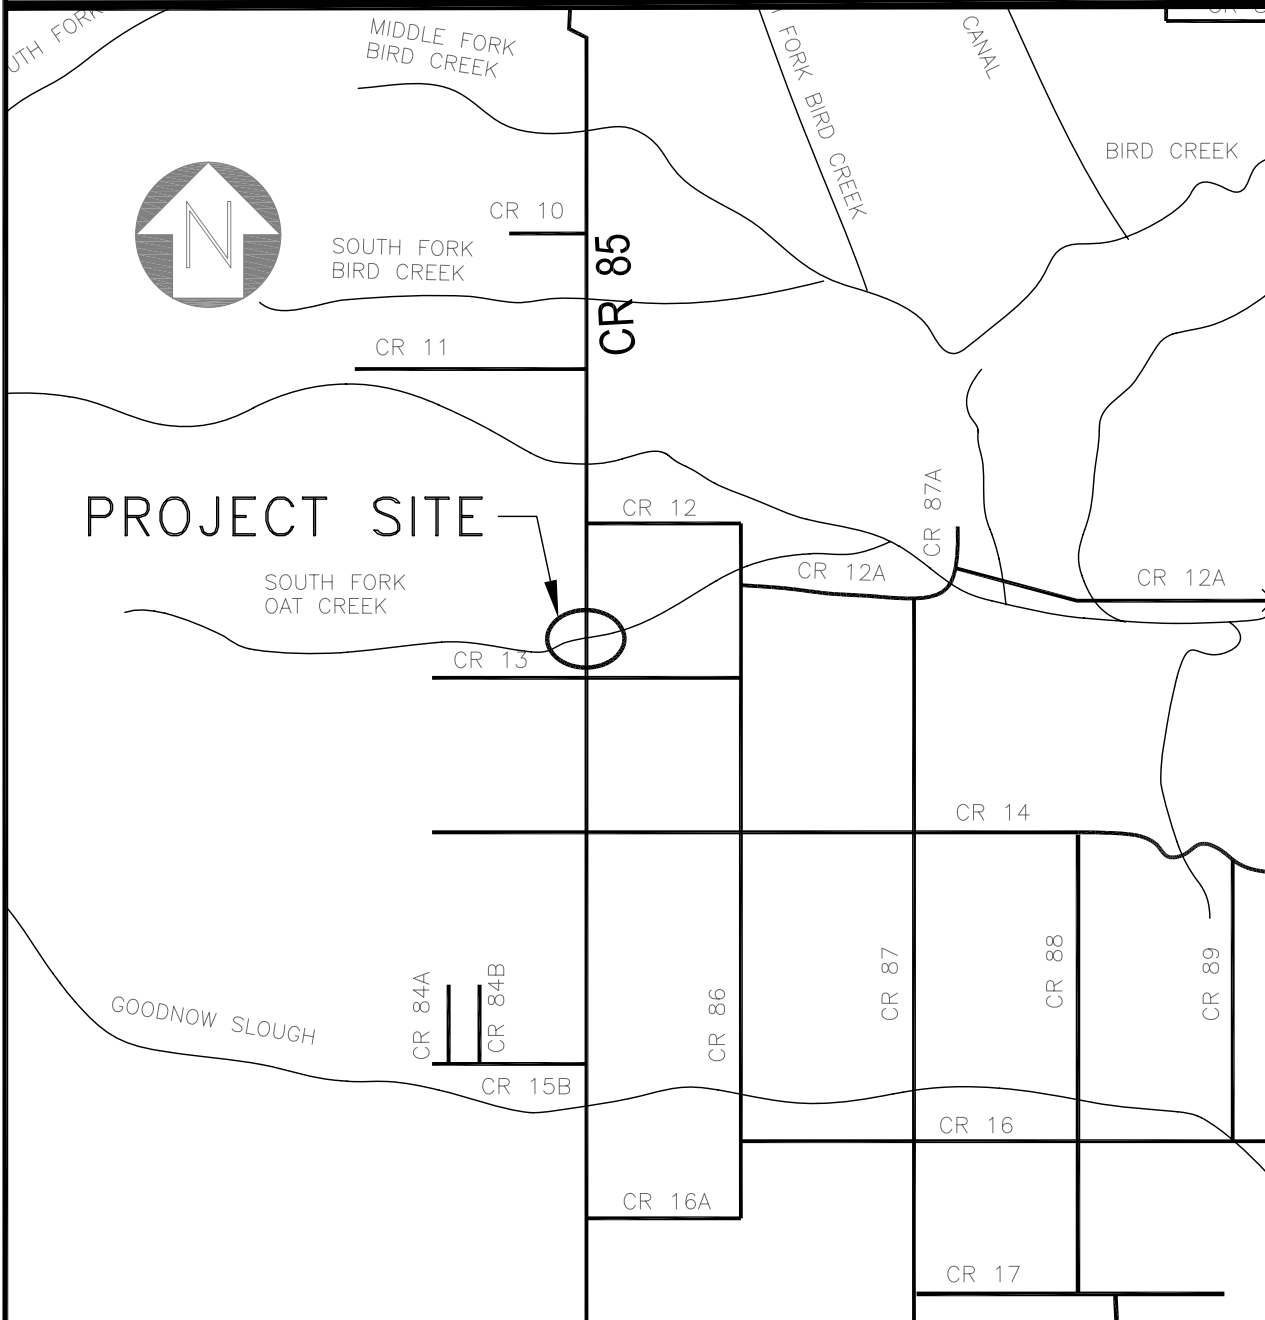 MIDDLE FORK
BIRD CREEK
FORK BIRD CREEK
CANAL
BIRD CREEK
N
CR 10
SOUTH FORK
BIRD CREEK
CR 85
CR 11
PROJECT SITE
CR 12
CR 87A
SOUTH FORK
OAT CREEK
CR 12A
CR 12A
CR 13
CR 14
GOODNOW SLOUGH
CR 84A
CR 84B
CR 15B
CR 86
CR 87
CR 88
CR 89
CR 16
CR 16A
CR 17